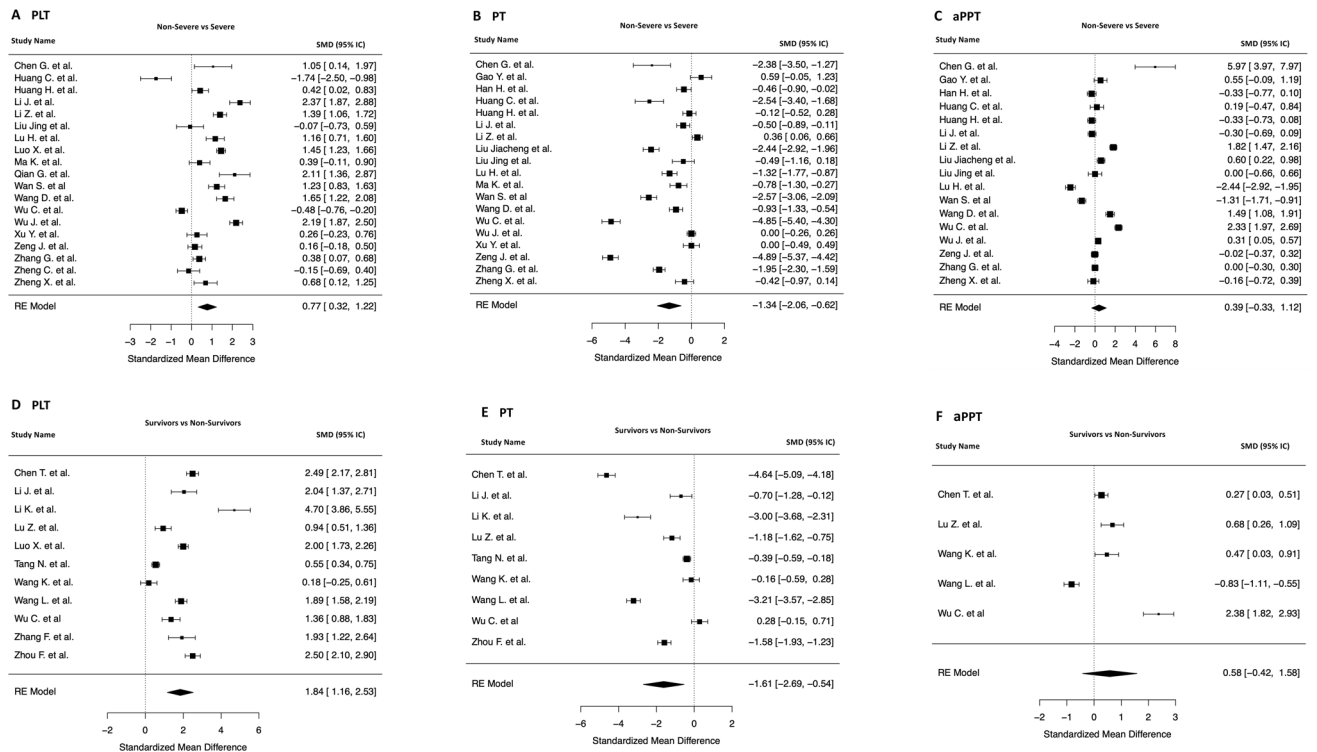 A PLT
Non-Severe vs Severe
Study Name SMD (95% IC)
Chen G. et al. 1.05 [ 0.14, 1.97]
Huang C. et al. −1.74 [−2.50, −0.98]
Huang H. et al. 0.42 [ 0.02, 0.83]
Li J. et al. 2.37 [ 1.87, 2.88]
Li Z. et al. 1.39 [ 1.06, 1.72]
Liu Jing et al. −0.07 [−0.73, 0.59]
Lu H. et al. 1.16 [ 0.71, 1.60]
Luo X. et al. 1.45 [ 1.23, 1.66]
Ma K. et al. 0.39 [−0.11, 0.90]
Qian G. et al. 2.11 [ 1.36, 2.87]
Wan S. et al 1.23 [ 0.83, 1.63]
Wang D. et al. 1.65 [ 1.22, 2.08]
Wu C. et al. −0.48 [−0.76, −0.20]
Wu J. et al. 2.19 [ 1.87, 2.50]
Xu Y. et al. 0.26 [−0.23, 0.76]
Zeng J. et al. 0.16 [−0.18, 0.50]
Zhang G. et al. 0.38 [ 0.07, 0.68]
Zheng C. et al. −0.15 [−0.69, 0.40]
Zheng X. et al. 0.68 [ 0.12, 1.25]
RE Model 0.77 [ 0.32, 1.22]
−3 −2 −1 0 1 2 3
Standardized Mean Difference
B PT
Non-Severe vs Severe
Study Name SMD (95% IC)
Chen G. et al. −2.38 [−3.50, −1.27]
Gao Y. et al. 0.59 [−0.05, 1.23]
Han H. et al. −0.46 [−0.90, −0.02]
Huang C. et al. −2.54 [−3.40, −1.68]
Huang H. et al. −0.12 [−0.52, 0.28]
Li J. et al. −0.50 [−0.89, −0.11]
Li Z. et al. 0.36 [ 0.06, 0.66]
Liu Jiacheng et al. −2.44 [−2.92, −1.96]
Liu Jing et al. −0.49 [−1.16, 0.18]
Lu H. et al. −1.32 [−1.77, −0.87]
Ma K. et al. −0.78 [−1.30, −0.27]
Wan S. et al −2.57 [−3.06, −2.09]
Wang D. et al. −0.93 [−1.33, −0.54]
Wu C. et al. −4.85 [−5.40, −4.30]
Wu J. et al. 0.00 [−0.26, 0.26]
Xu Y. et al. 0.00 [−0.49, 0.49]
Zeng J. et al. −4.89 [−5.37, −4.42]
Zhang G. et al. −1.95 [−2.30, −1.59]
Zheng X. et al. −0.42 [−0.97, 0.14]
RE Model −1.34 [−2.06, −0.62]
−6 −4 −2 0 2
Standardized Mean Difference
C aPPT
Non-Severe vs Severe
Study Name SMD (95% IC)
Chen G. et al. 5.97 [ 3.97, 7.97]
Gao Y. et al. 0.55 [−0.09, 1.19]
Han H. et al. −0.33 [−0.77, 0.10]
Huang C. et al. 0.19 [−0.47, 0.84]
Huang H. et al. −0.33 [−0.73, 0.08]
Li J. et al. −0.30 [−0.69, 0.09]
Li Z. et al. 1.82 [ 1.47, 2.16]
Liu Jiacheng et al. 0.60 [ 0.22, 0.98]
Liu Jing et al. 0.00 [−0.66, 0.66]
Lu H. et al. −2.44 [−2.92, −1.95]
Wan S. et al −1.31 [−1.71, −0.91]
Wang D. et al. 1.49 [ 1.08, 1.91]
Wu C. et al. 2.33 [ 1.97, 2.69]
Wu J. et al. 0.31 [ 0.05, 0.57]
Zeng J. et al. −0.02 [−0.37, 0.32]
Zhang G. et al. 0.00 [−0.30, 0.30]
Zheng X. et al. −0.16 [−0.72, 0.39]
RE Model 0.39 [−0.33, 1.12]
−4 −2 0 2 4 6 8
Standardized Mean Difference
D PLT
Survivors vs Non-Survivors
Study Name SMD (95% IC)
Chen T. et al. 2.49 [ 2.17, 2.81]
Li J. et al. 2.04 [ 1.37, 2.71]
Li K. et al. 4.70 [ 3.86, 5.55]
Lu Z. et al. 0.94 [ 0.51, 1.36]
Luo X. et al. 2.00 [ 1.73, 2.26]
Tang N. et al. 0.55 [ 0.34, 0.75]
Wang K. et al. 0.18 [−0.25, 0.61]
Wang L. et al. 1.89 [ 1.58, 2.19]
Wu C. et al 1.36 [ 0.88, 1.83]
Zhang F. et al. 1.93 [ 1.22, 2.64]
Zhou F. et al. 2.50 [ 2.10, 2.90]
RE Model 1.84 [ 1.16, 2.53]
−2 0 2 4 6
Standardized Mean Difference
E PT
Survivors vs Non-Survivors
Study Name SMD (95% IC)
Chen T. et al. −4.64 [−5.09, −4.18]
Li J. et al. −0.70 [−1.28, −0.12]
Li K. et al. −3.00 [−3.68, −2.31]
Lu Z. et al. −1.18 [−1.62, −0.75]
Tang N. et al. −0.39 [−0.59, −0.18]
Wang K. et al. −0.16 [−0.59, 0.28]
Wang L. et al. −3.21 [−3.57, −2.85]
Wu C. et al 0.28 [−0.15, 0.71]
Zhou F. et al. −1.58 [−1.93, −1.23]
RE Model −1.61 [−2.69, −0.54]
−6 −4 −2 0 2
Standardized Mean Difference
F aPPT
Survivors vs Non-Survivors
Study Name SMD (95% IC)
Chen T. et al. 0.27 [ 0.03, 0.51]
Lu Z. et al. 0.68 [ 0.26, 1.09]
Wang K. et al. 0.47 [ 0.03, 0.91]
Wang L. et al. −0.83 [−1.11, −0.55]
Wu C. et al 2.38 [ 1.82, 2.93]
RE Model 0.58 [−0.42, 1.58]
−2 −1 0 1 2 3
Standardized Mean Difference